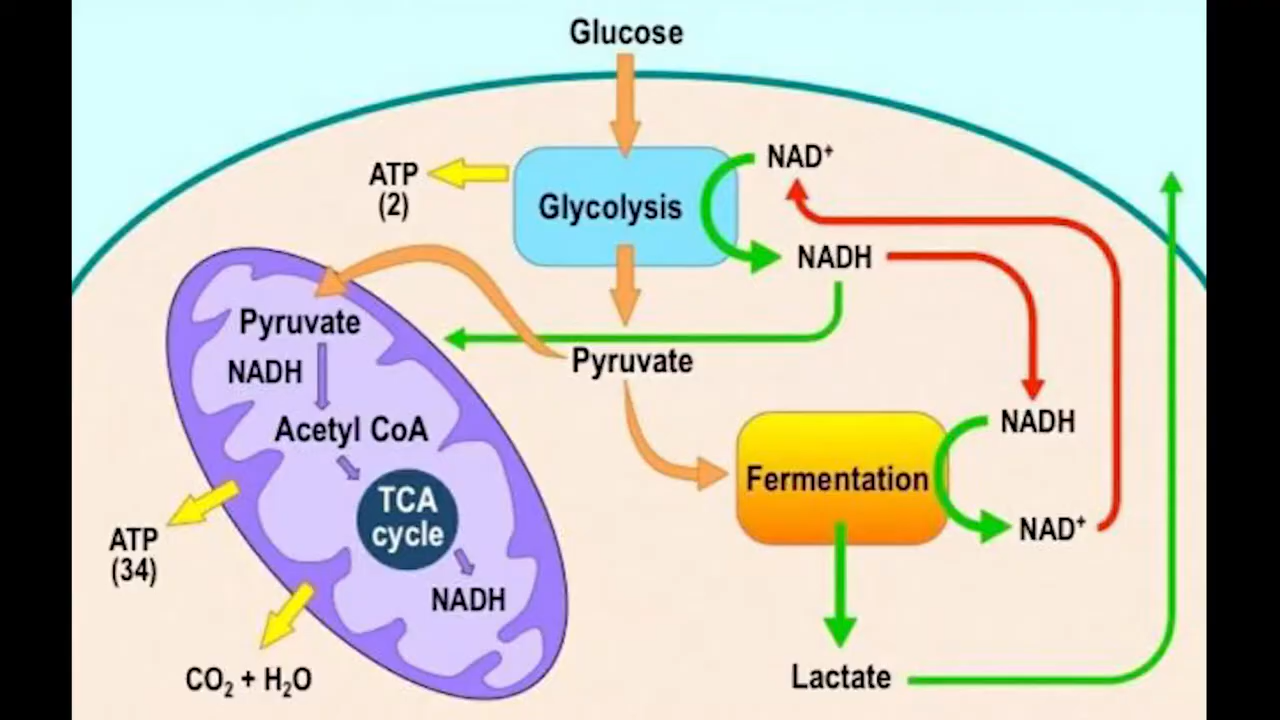 Glucose
ATP
(2)
Glycolysis
NAD⁺
NADH
Pyruvate
Pyruvate
NADH
Acetyl CoA
TCA
cycle
NADH
ATP
(34)
CO₂ + H₂O
Fermentation
NADH
NAD⁺
Lactate